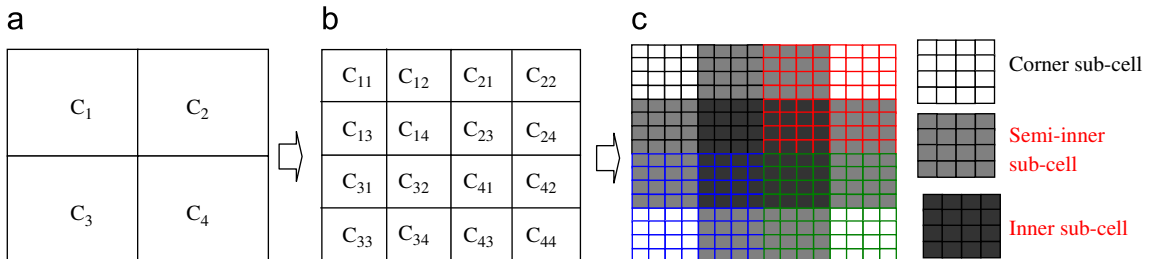 a
b
c
C1 C2
C3 C4
C11 C12 C21 C22
C13 C14 C23 C24
C31 C32 C41 C42
C33 C34 C43 C44
Corner sub-cell
Semi-inner
sub-cell
Inner sub-cell